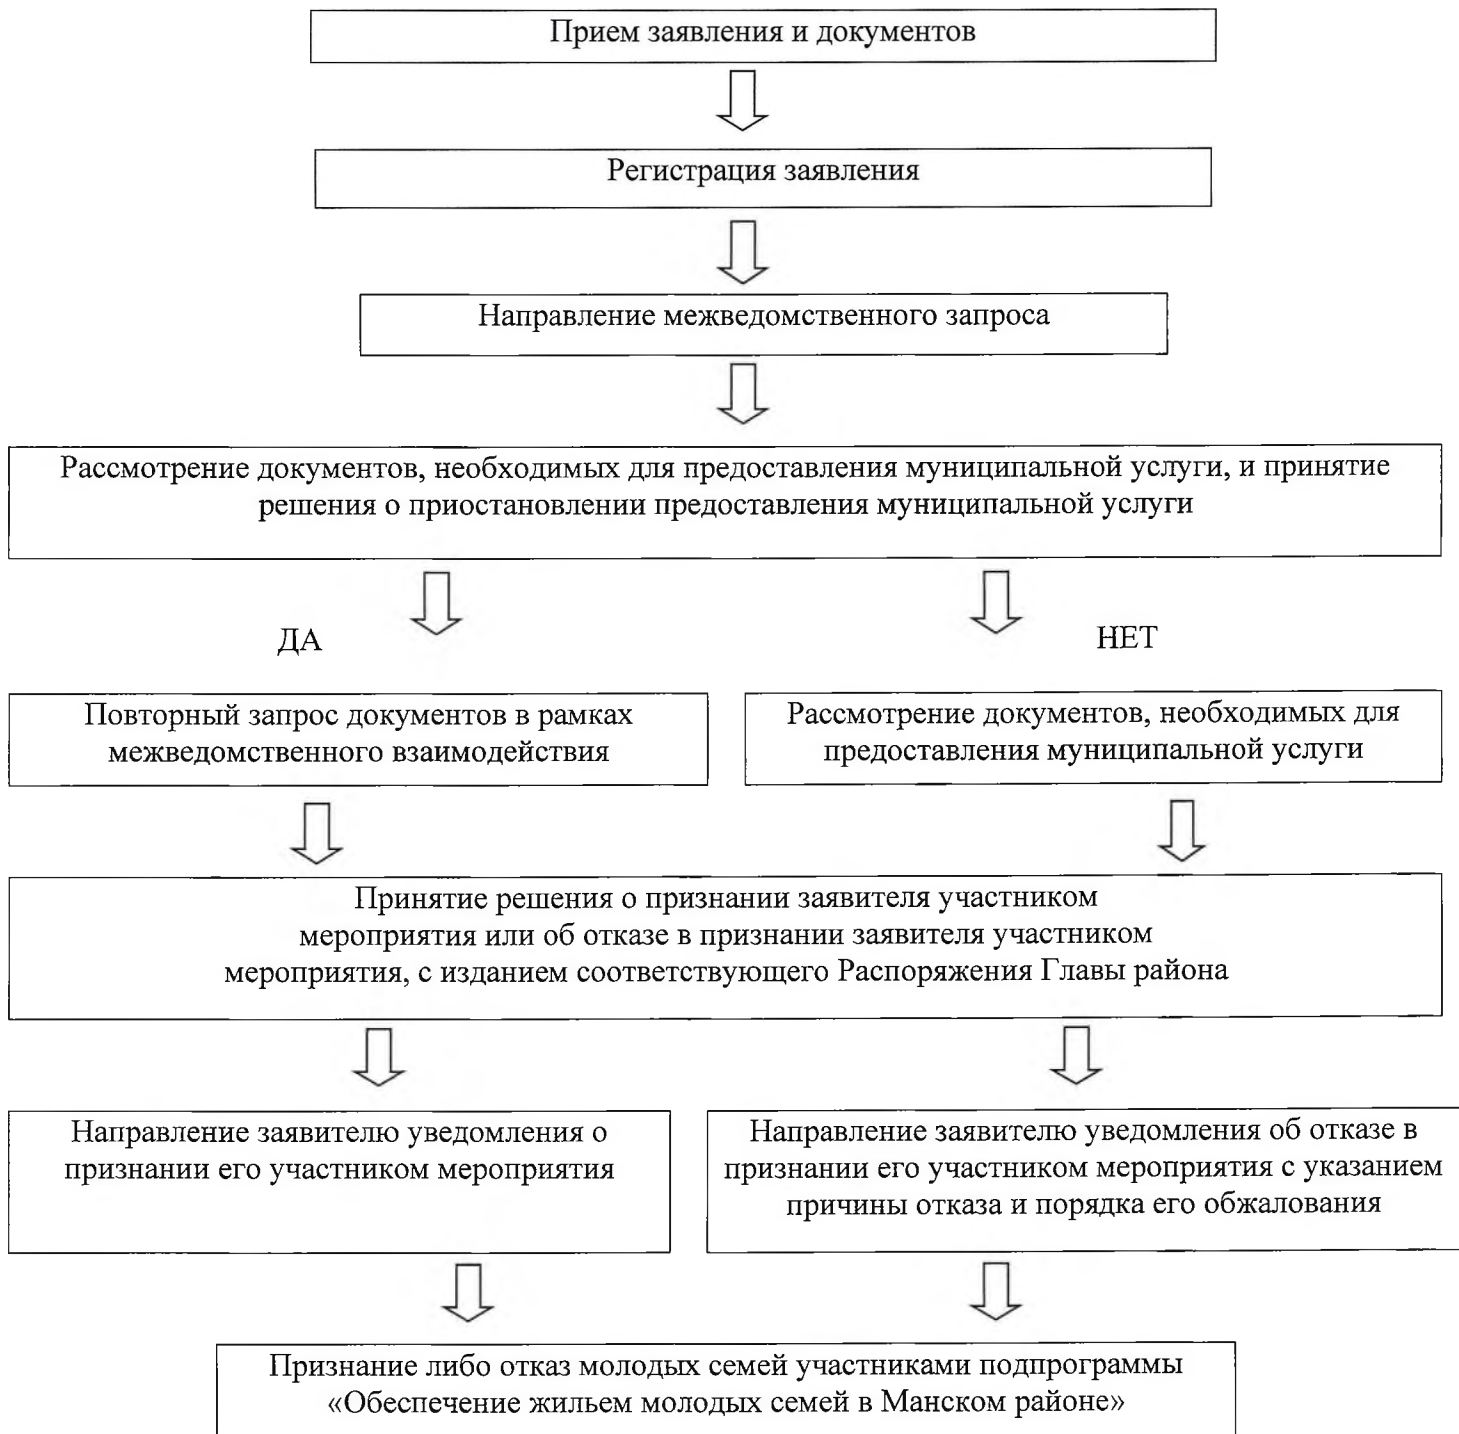 Прием заявления и документов
Регистрация заявления
Направление межведомственного запроса
Рассмотрение документов, необходимых для предоставления муниципальной услуги, и принятие
решения о приостановлении предоставления муниципальной услуги
ДА
НЕТ
Повторный запрос документов в рамках
межведомственного взаимодействия
Рассмотрение документов, необходимых для
предоставления муниципальной услуги
Принятие решения о признании заявителя участником
мероприятия или об отказе в признании заявителя участником
мероприятия, с изданием соответствующего Распоряжения Главы района
Направление заявителю уведомления о
признании его участником мероприятия
Направление заявителю уведомления об отказе в
признании его участником мероприятия с указанием
причины отказа и порядка его обжалования
Признание либо отказ молодых семей участниками подпрограммы
«Обеспечение жильем молодых семей в Манском районе»